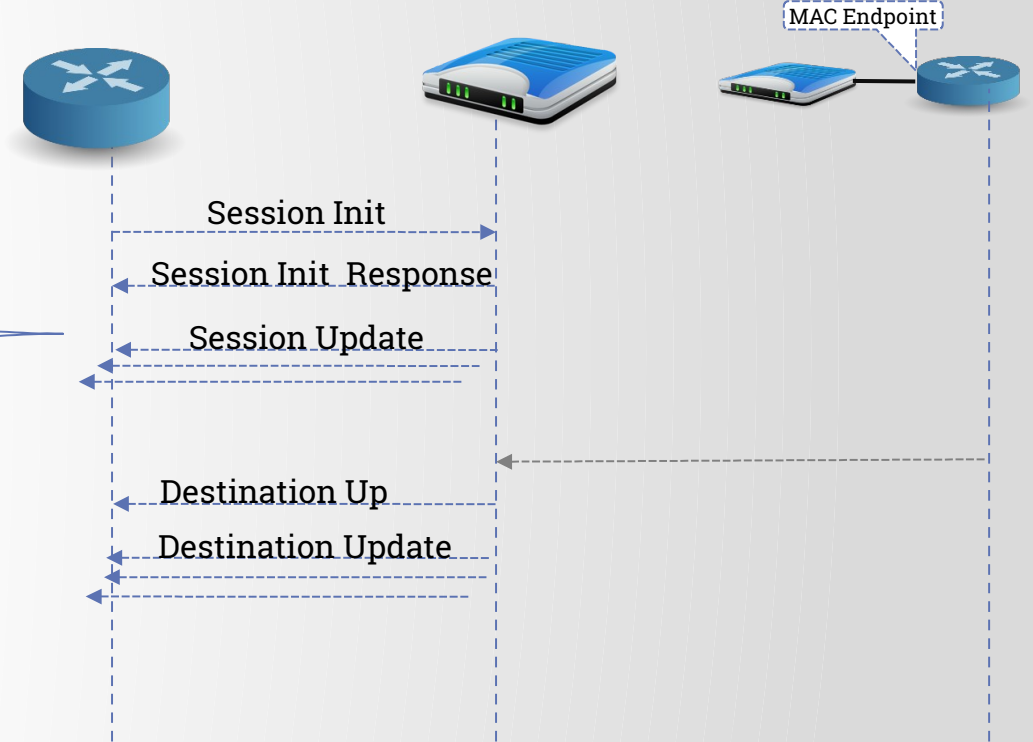 MAC Endpoint
Session Init
Session Init Response
Session Update
Destination Up
Destination Update